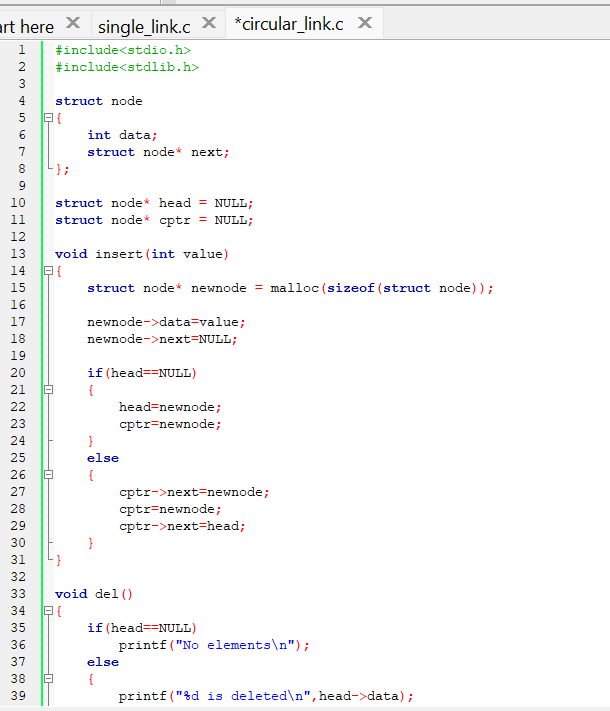 art here single_link.c *circular_link.c
1 #include<stdio.h>
2 #include<stdlib.h>
3
4 struct node
5 {
6 int data;
7 struct node* next;
8 };
9
10 struct node* head = NULL;
11 struct node* cptr = NULL;
12
13 void insert(int value)
14 {
15 struct node* newnode = malloc(sizeof(struct node));
16
17 newnode->data=value;
18 newnode->next=NULL;
19
20 if(head==NULL)
21 {
22 head=newnode;
23 cptr=newnode;
24 }
25 else
26 {
27 cptr->next=newnode;
28 cptr=newnode;
29 cptr->next=head;
30 }
31 }
32
33 void del()
34 {
35 if(head==NULL)
36 printf("No elements\n");
37 else
38 {
39 printf("%d is deleted\n",head->data);